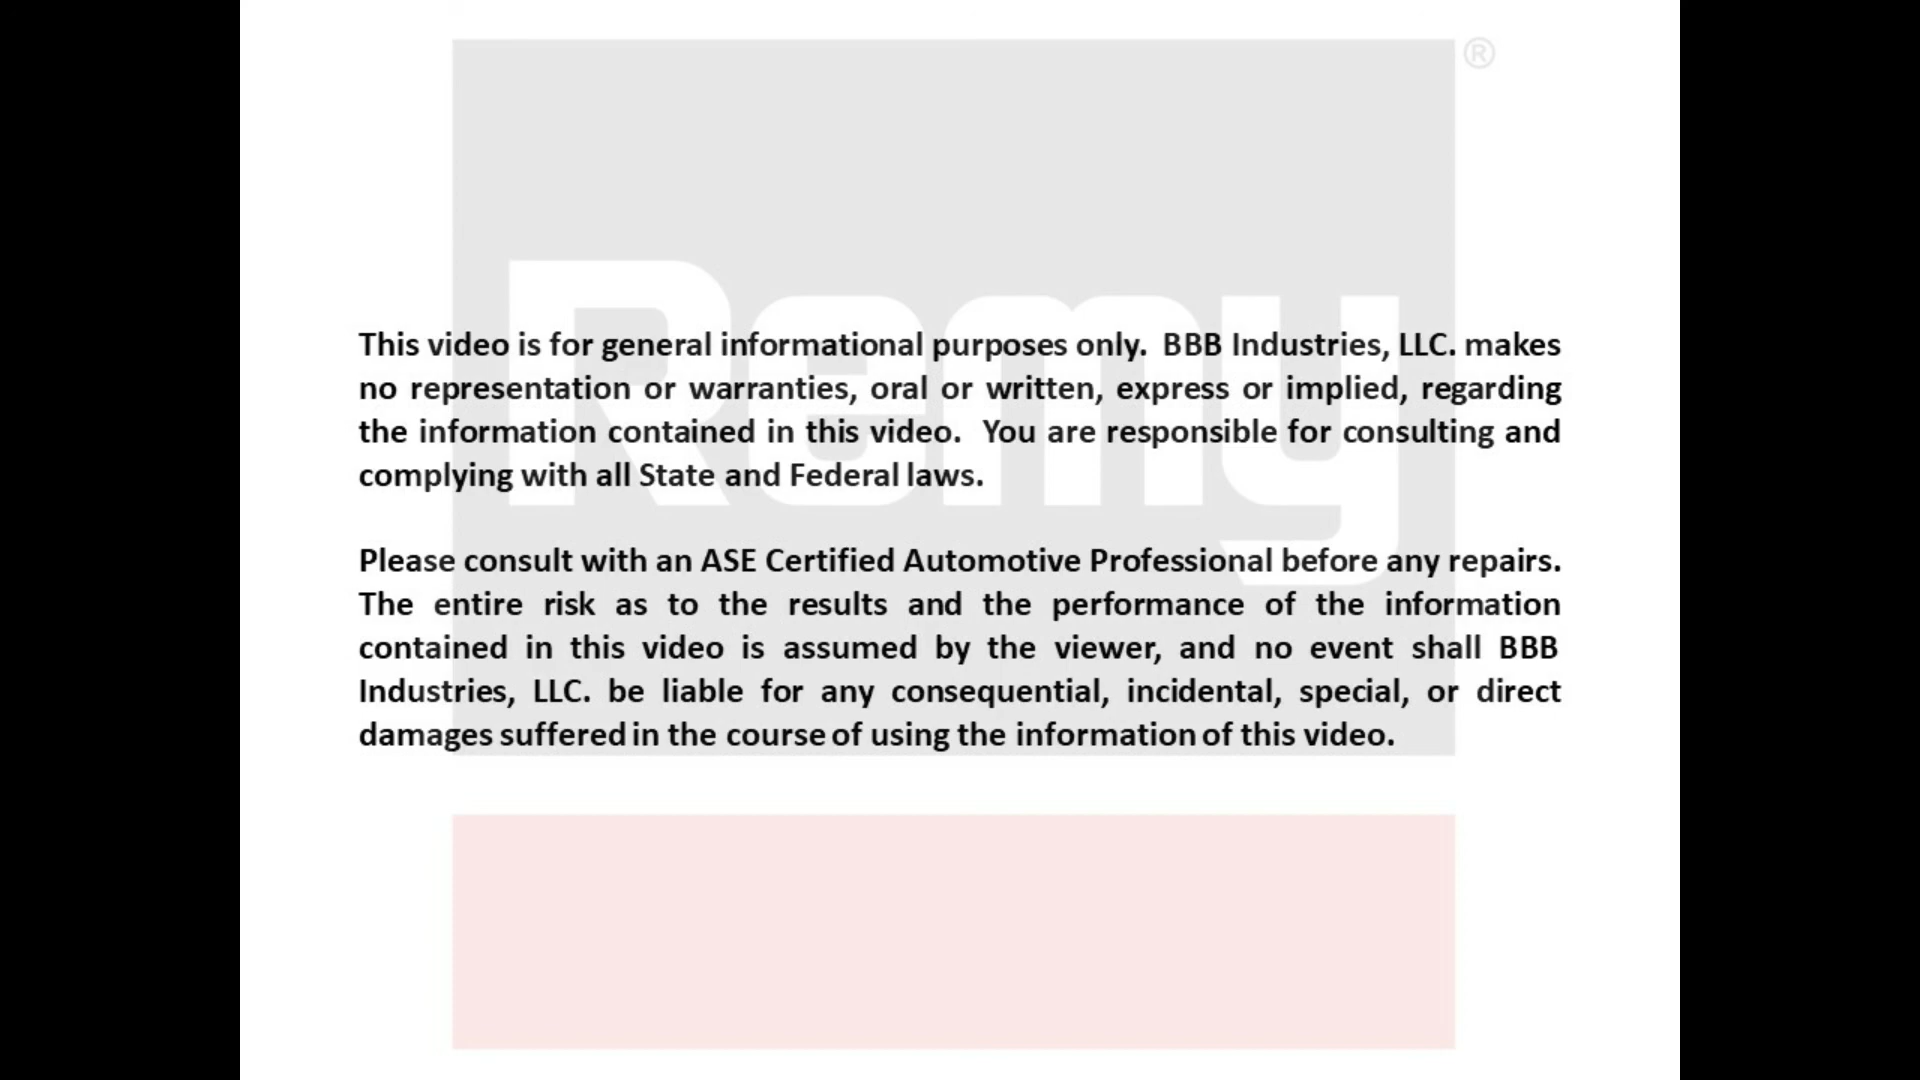 ®
Remy
This video is for general informational purposes only. BBB Industries, LLC. makes
no representation or warranties, oral or written, express or implied, regarding
the information contained in this video. You are responsible for consulting and
complying with all State and Federal laws.
Please consult with an ASE Certified Automotive Professional before any repairs.
The entire risk as to the results and the performance of the information
contained in this video is assumed by the viewer, and no event shall BBB
Industries, LLC. be liable for any consequential, incidental, special, or direct
damages suffered in the course of using the information of this video.